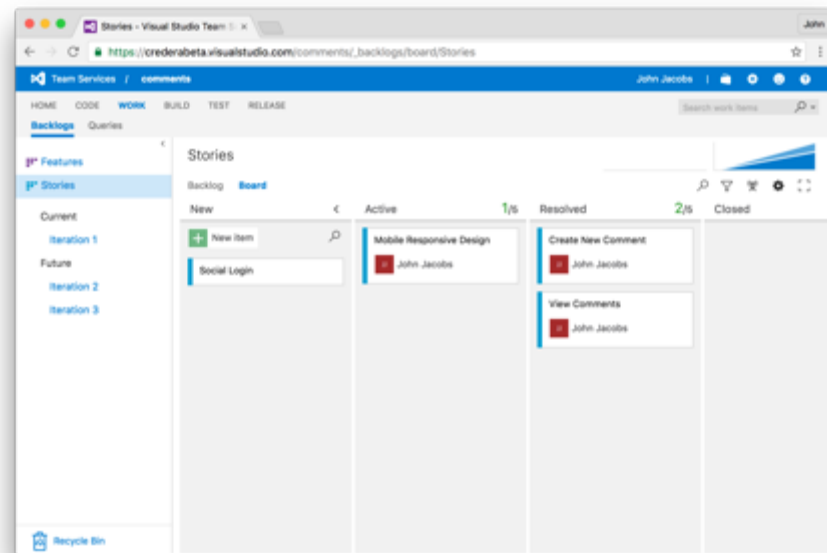 Stories - Visual Studio Team S
John
https://crederabeta.visualstudio.com/comments/_backlogs/board/Stories
Team Services / comments
John Jacobs
HOME CODE WORK BUILD TEST RELEASE
Search work items
Backlogs Queries
Features
Stories
Current
Iteration 1
Future
Iteration 2
Iteration 3
Recycle Bin
Stories
Backlog Board
New
Active 1/5
Resolved 2/5
Closed
New item
Social Login
Mobile Responsive Design
John Jacobs
Create New Comment
John Jacobs
View Comments
John Jacobs